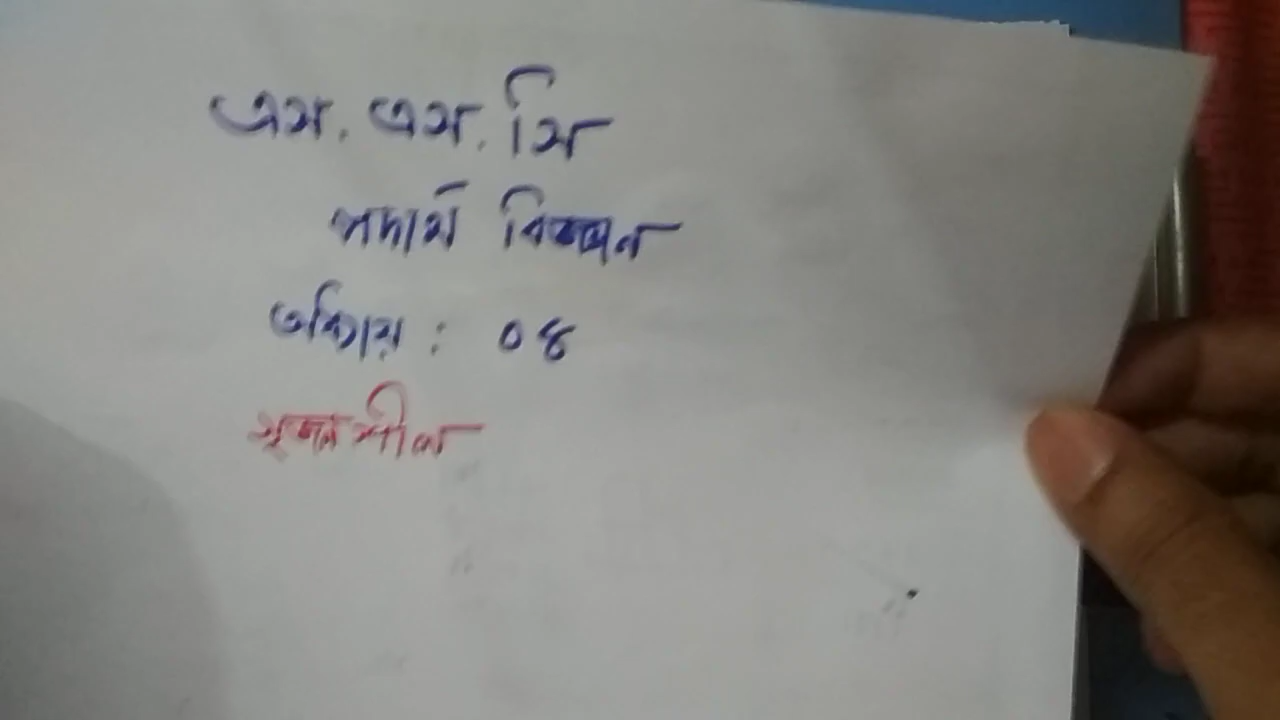 এস. এস. সি
পদার্থ বিজ্ঞান
অধ্যায় : ০৪
সৃজনশীল